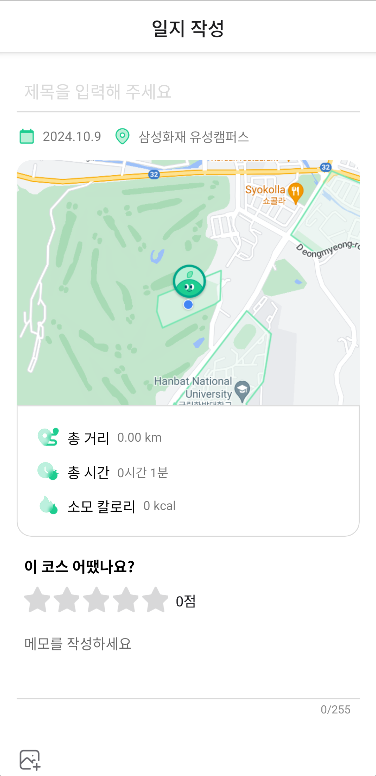 일지 작성
제목을 입력해 주세요
2024.10.9 삼성화재 유성캠퍼스
32
32
Syokolla
쇼콜라
Deongmyeong-ro
Hanbat National
University
국립한밭대학교
총 거리 0.00 km
총 시간 0시간 1분
소모 칼로리 0 kcal
이 코스 어땠나요?
0점
메모를 작성하세요
0/255